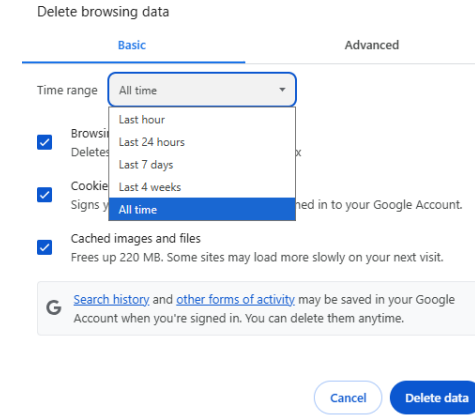 Delete browsing data
Basic
Advanced
Time range
All time
Last hour
Last 24 hours
Last 7 days
Last 4 weeks
All time
Deletes
Signs
ned in to your Google Account.
Cached images and files
Frees up 220 MB. Some sites may load more slowly on your next visit.
G
Search history and other forms of activity may be saved in your Google
Account when you're signed in. You can delete them anytime.
Cancel
Delete data